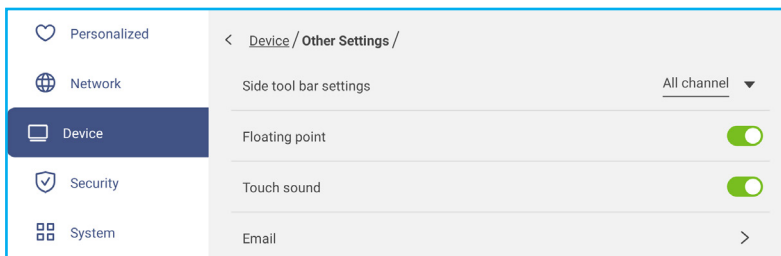 Personalized
Network
Device
Security
System
Device / Other Settings /
Side tool bar settings
All channel
Floating point
Touch sound
Email